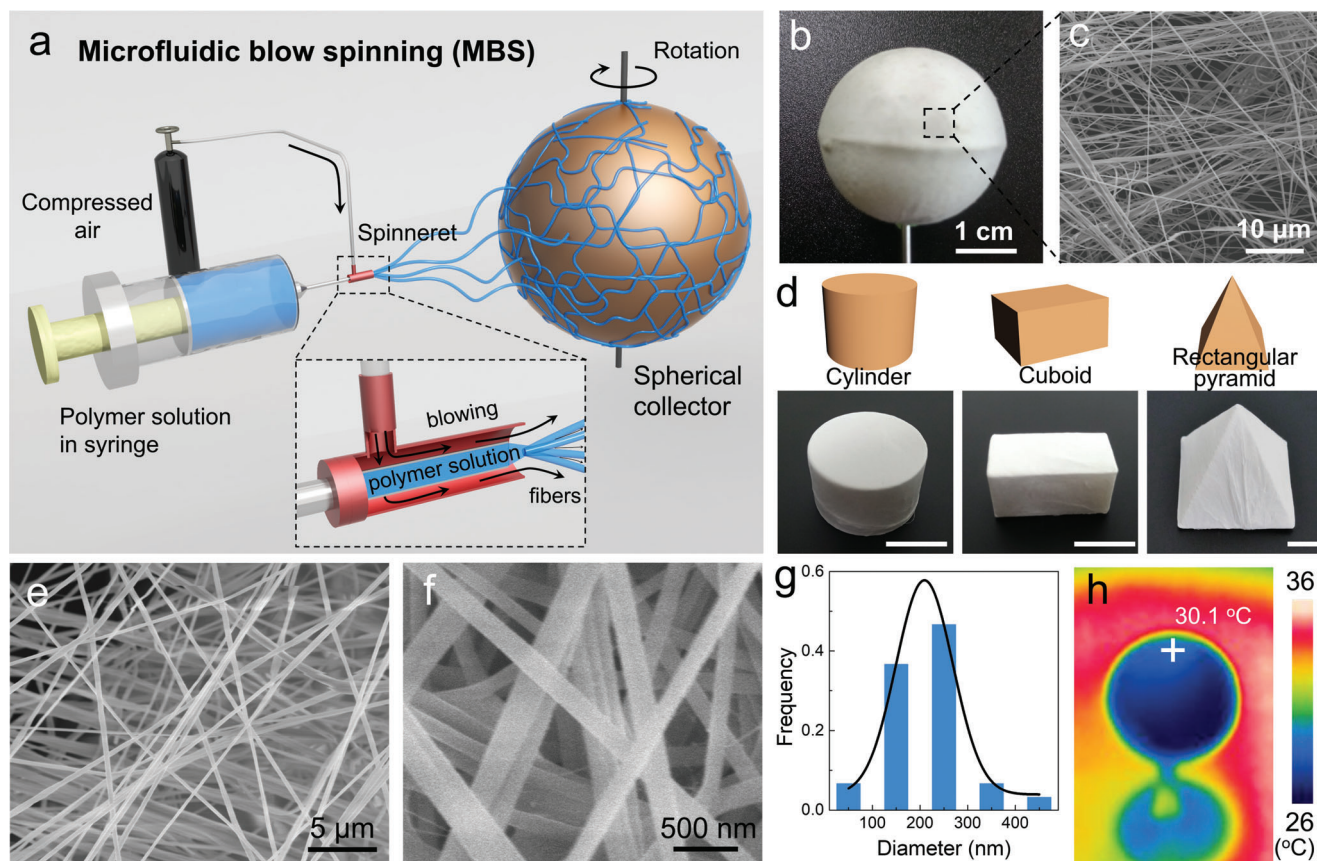 a
Microfluidic blow spinning (MBS)
Rotation
Compressed
air
Spinneret
Polymer solution
in syringe
Spherical
collector
blowing
polymer solution
fibers
b
1 cm
c
10 µm
d
Cylinder
Cuboid
Rectangular
pyramid
e
5 µm
f
500 nm
g
0.6
0.4
0.2
0.0
Frequency
100 200 300 400
Diameter (nm)
h
30.1 °C
36
26
(°C)